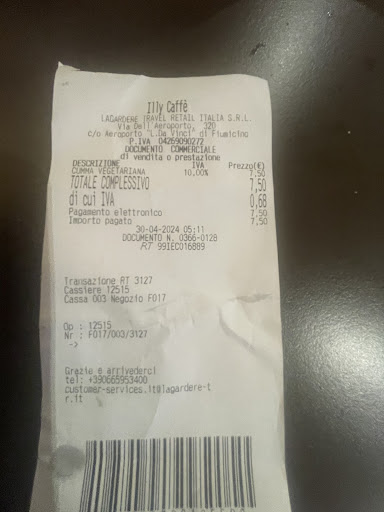 Illy Caffè
LAGARDERE TRAVEL RETAIL ITALIA S.R.L.
Via Dell'Aeroporto, 320
c/o Aeroporto "L.Da Vinci" di Fiumicino
P.IVA 04269090272
DOCUMENTO COMMERCIALE
di vendita o prestazione
DESCRIZIONE IVA Prezzo(€)
CUMMA VEGETARIANA 10,00% 7,50
TOTALE COMPLESSIVO 7,50
di cui IVA 0,68
Pagamento elettronico 7,50
Importo pagato 7,50
30-04-2024 05:11
DOCUMENTO N. 0366-0128
RT 99IEC016889
Transazione RT 3127
Cassiere 12515
Cassa 003 Negozio F017
Op : 12515
Nr : F017/003/3127
->
Grazie e arrivederci
tel: +390665953400
customer-services.it@lagardere-t
r.it